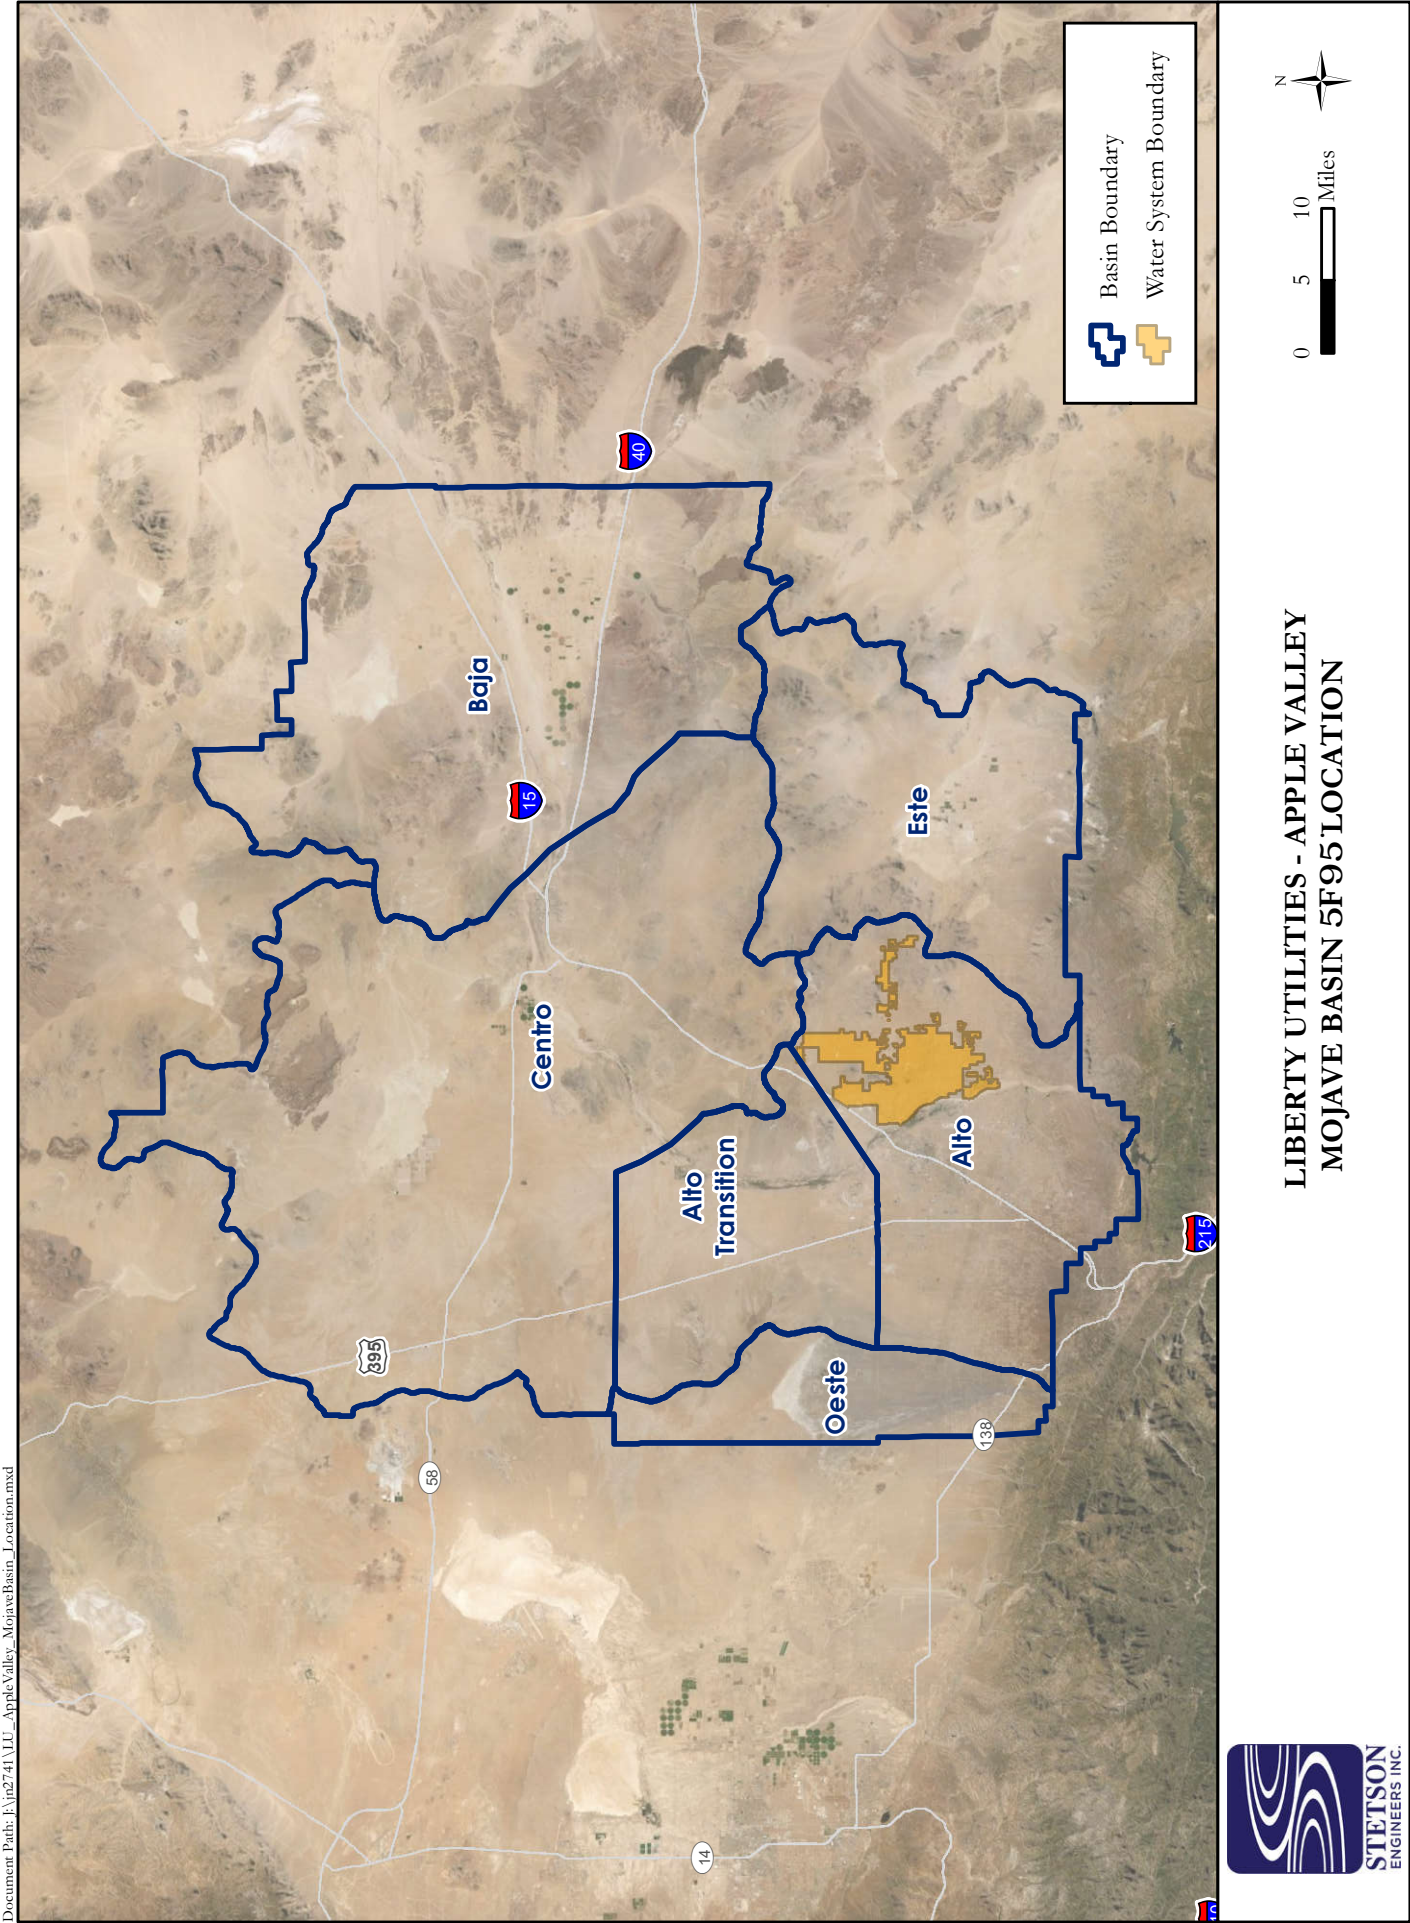 Document Path: J:\jn2741\LU_AppleValley_MojaveBasin_Location.mxd
395
58
15
40
Baja
Centro
Alto
Transition
Este
Oeste
Alto
138
14
215
Basin Boundary
Water System Boundary
LIBERTY UTILITIES - APPLE VALLEY
MOJAVE BASIN 5F95 LOCATION
0 5 10
Miles
N
STETSON
ENGINEERS INC.